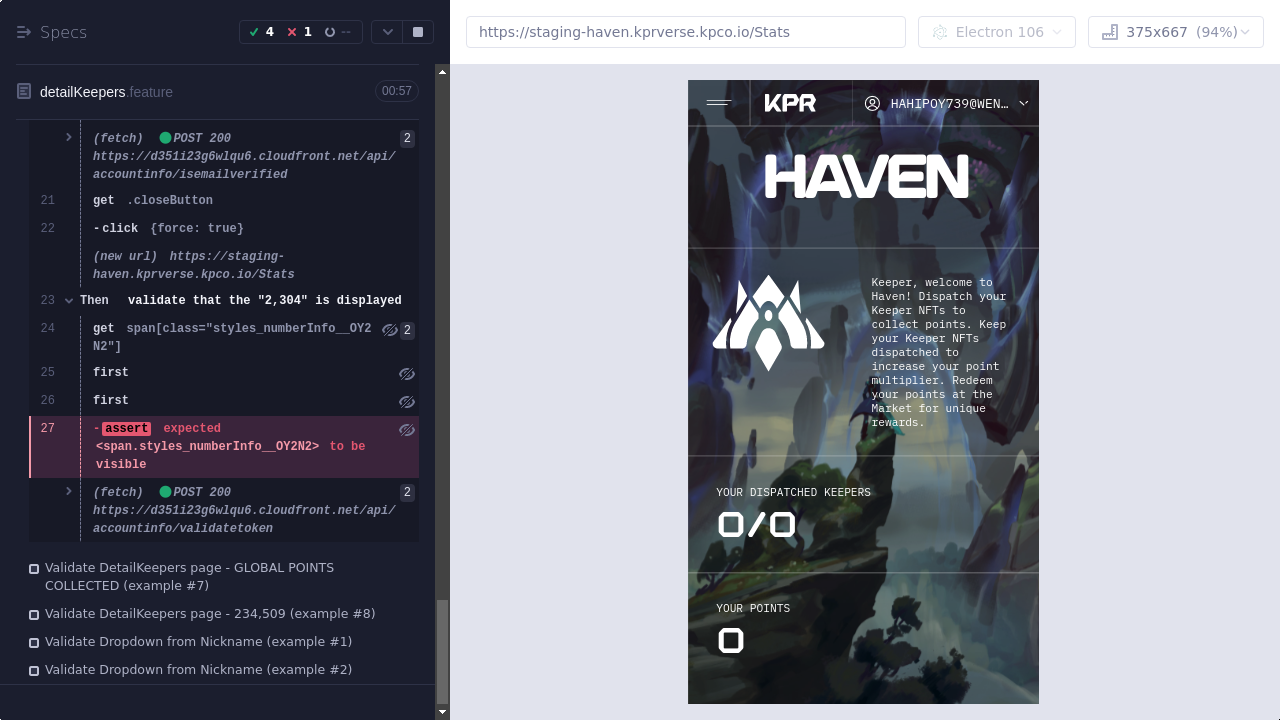 Specs
4
1
--
https://staging-haven.kprverse.kpco.io/Stats
Electron 106
375x667 (94%)
detailKeepers.feature
00:57
(fetch) POST 200
2
https://d351i23g6wlqu6.cloudfront.net/api/
accountinfo/isemailverified
21 get .closeButton
22 -click {force: true}
(new url) https://staging-
haven.kprverse.kpco.io/Stats
23 Then validate that the "2,304" is displayed
24 get span[class="styles_numberInfo__OY2
2
N2"]
25 first
26 first
27 -assert expected
<span.styles_numberInfo__OY2N2> to be
visible
(fetch) POST 200
2
https://d351i23g6wlqu6.cloudfront.net/api/
accountinfo/validatetoken
Validate DetailKeepers page - GLOBAL POINTS
COLLECTED (example #7)
Validate DetailKeepers page - 234,509 (example #8)
Validate Dropdown from Nickname (example #1)
Validate Dropdown from Nickname (example #2)
KPR
HAHIPOY739@WEN…
HAVEN
Keeper, welcome to
Haven! Dispatch your
Keeper NFTs to
collect points. Keep
your Keeper NFTs
dispatched to
increase your point
multiplier. Redeem
your points at the
Market for unique
rewards.
YOUR DISPATCHED KEEPERS
0/0
YOUR POINTS
0